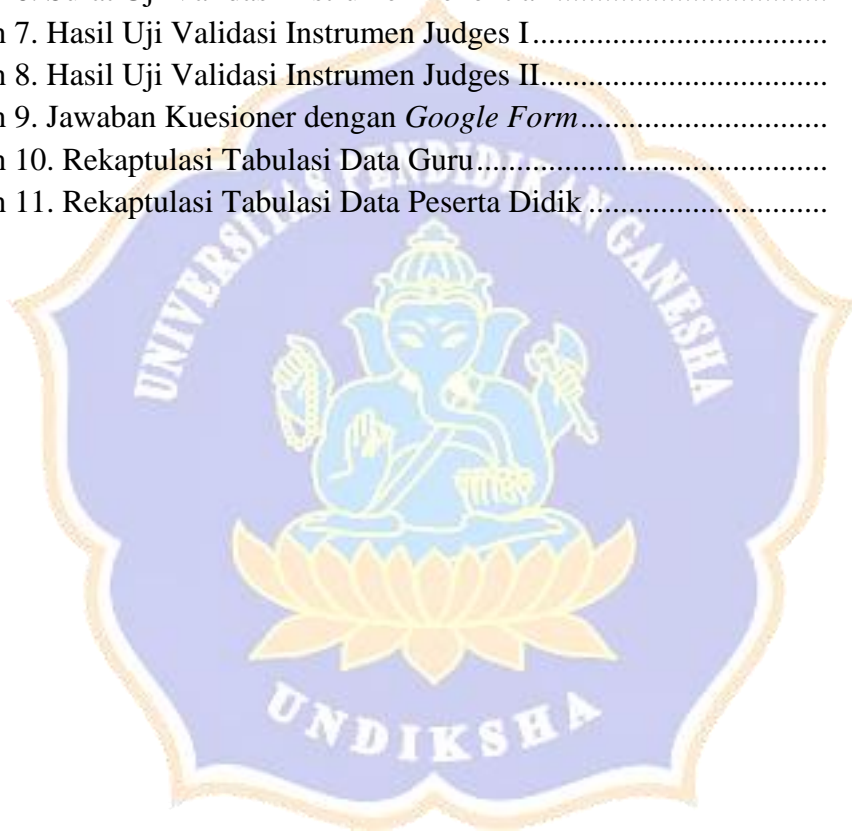 n 7. Hasil Uji Validasi Instrumen Judges I................................
n 8. Hasil Uji Validasi Instrumen Judges II...............................
n 9. Jawaban Kuesioner dengan Google Form...........................
n 10. Rekaptulasi Tabulasi Data Guru......................................
n 11. Rekaptulasi Tabulasi Data Peserta Didik..........................
UNIVERSITAS PENDIDIKAN GANESHA
UNDIKSHA